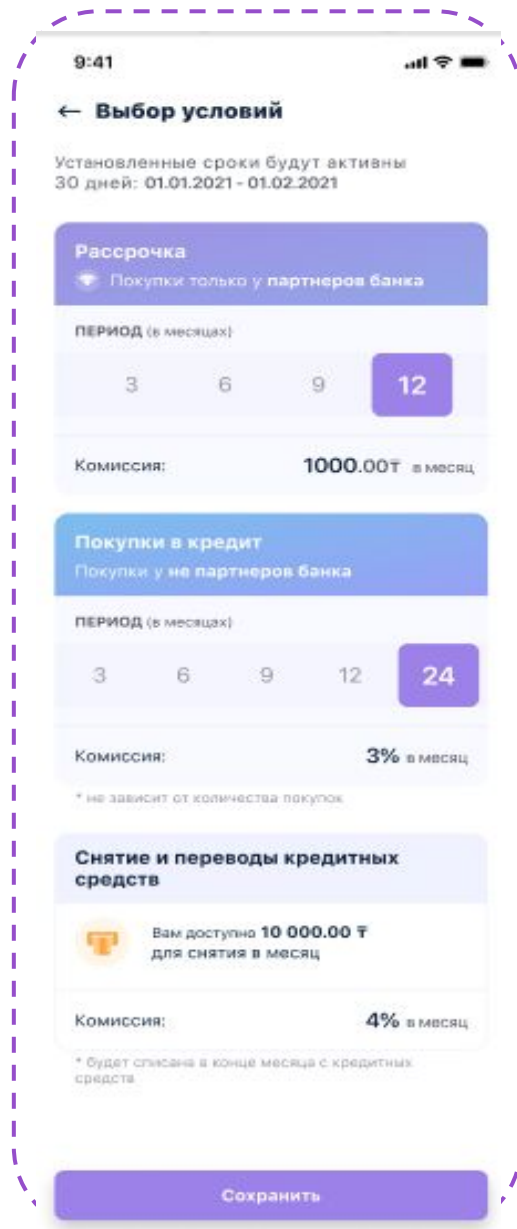 9:41
← Выбор условий
Установленные сроки будут активны
30 дней: 01.01.2021 - 01.02.2021
Рассрочка
Покупки только у партнеров банка
ПЕРИОД (в месяцах)
3 6 9 12
Комиссия: 1000.00₸ в месяц
Покупки в кредит
Покупки у не партнеров банка
ПЕРИОД (в месяцах)
3 6 9 12 24
Комиссия: 3% в месяц
* не зависит от количества покупок
Снятие и переводы кредитных
средств
Вам доступно 10 000.00 ₸
для снятия в месяц
Комиссия: 4% в месяц
* будет списана в конце месяца с кредитных
средств
Сохранить